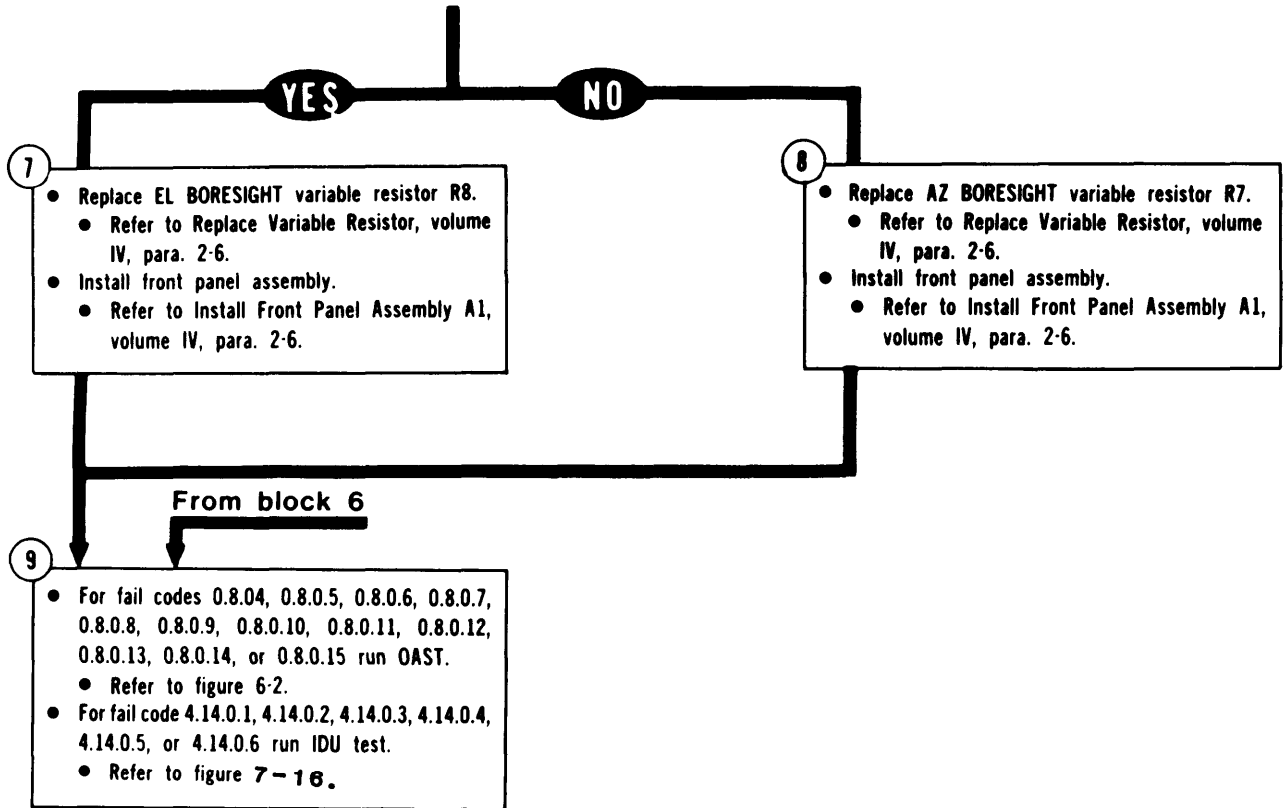 YES
NO
7
• Replace EL BORESIGHT variable resistor R8.
• Refer to Replace Variable Resistor, volume
IV, para. 2-6.
• Install front panel assembly.
• Refer to Install Front Panel Assembly A1,
volume IV, para. 2-6.
8
• Replace AZ BORESIGHT variable resistor R7.
• Refer to Replace Variable Resistor, volume
IV, para. 2-6.
• Install front panel assembly.
• Refer to Install Front Panel Assembly A1,
volume IV, para. 2-6.
From block 6
9
• For fail codes 0.8.04, 0.8.0.5, 0.8.0.6, 0.8.0.7,
0.8.0.8, 0.8.0.9, 0.8.0.10, 0.8.0.11, 0.8.0.12,
0.8.0.13, 0.8.0.14, or 0.8.0.15 run OAST.
• Refer to figure 6-2.
• For fail code 4.14.0.1, 4.14.0.2, 4.14.0.3, 4.14.0.4,
4.14.0.5, or 4.14.0.6 run IDU test.
• Refer to figure 7-16.